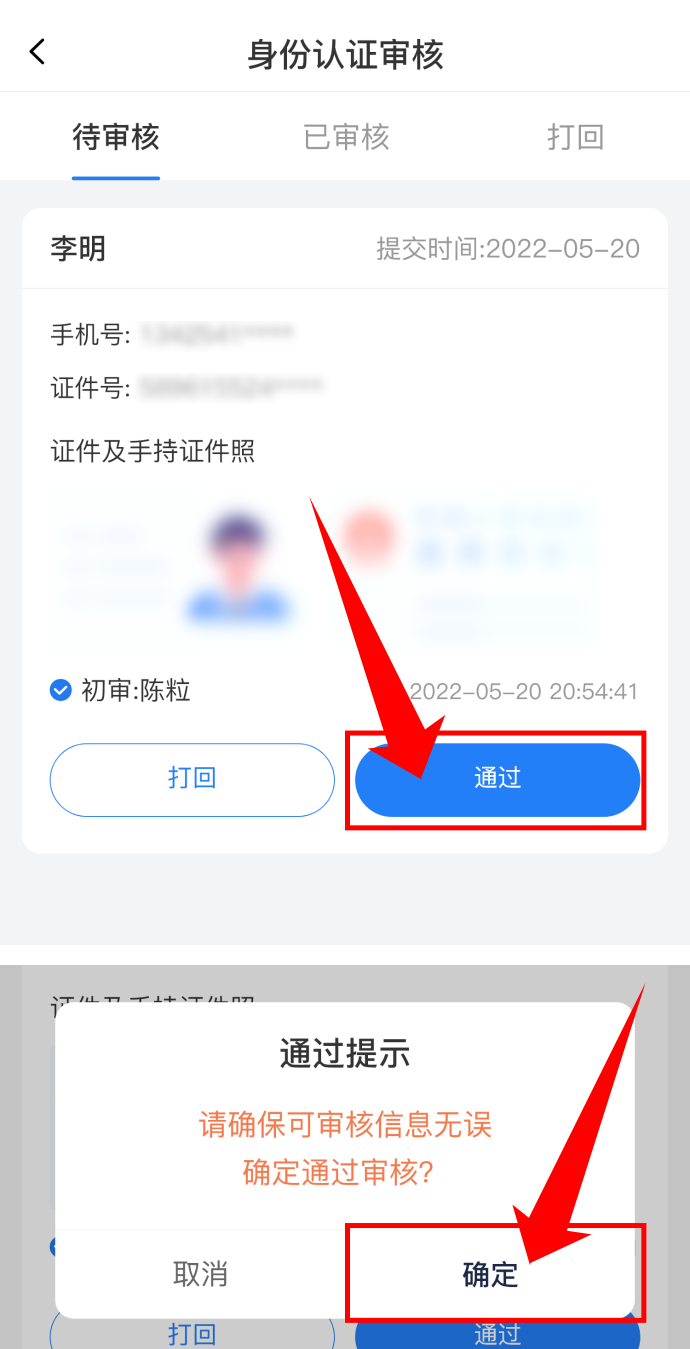 身份认证审核
待审核 已审核 打回
李明 提交时间:2022-05-20
手机号:
证件号:
证件及手持证件照
初审:陈粒 2022-05-20 20:54:41
打回 通过
证件及手持证件照
通过提示
请确保可审核信息无误
确定通过审核?
取消 确定
打回 通过